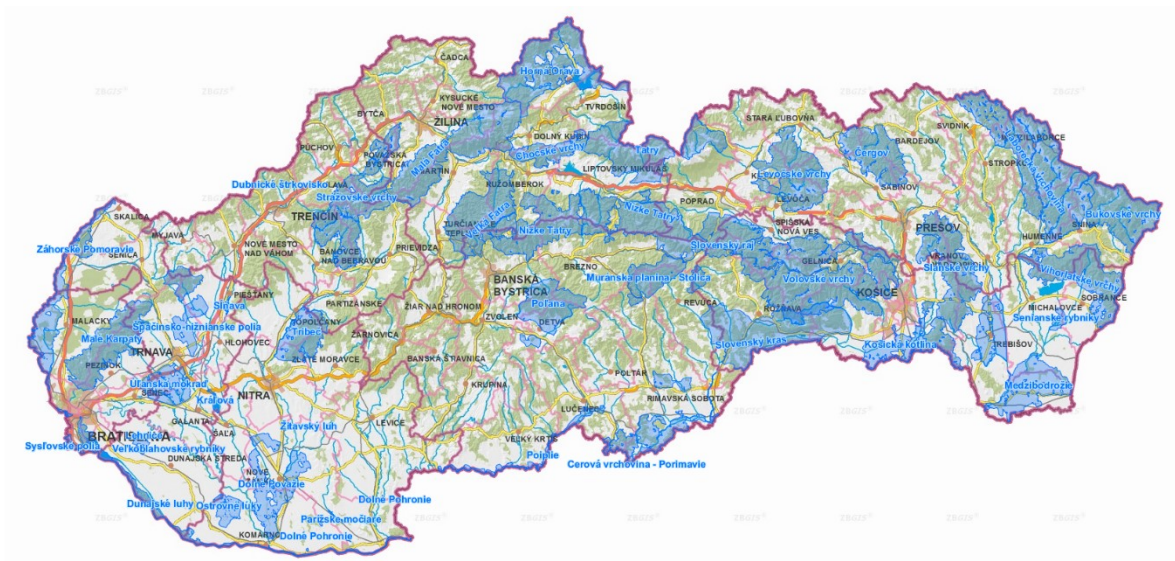 ČADCA
Horná Orava
KYSUCKÉ
NOVÉ MESTO
TVRDOŠÍN
BYTČA
ŽILINA
STARÁ ĽUBOVŇA
SVIDNÍK
DOLNÝ KUBÍN
BARDEJOV
PÚCHOV
POVAŽSKÁ
BYSTRICA
Malá Fatra
Chočské vrchy
Tatry
Čergov
STROPKOV
LIPTOVSKÝ MIKULÁŠ
Levočské vrchy
Dubnické štrkovisko
RUŽOMBEROK
SABINOV
Strážovské vrchy
POPRAD
LEVOČA
Bukovské vrchy
SKALICA
TRENČÍN
Veľká Fatra
Nízke Tatry
Nízke Tatry
SPIŠSKÁ
NOVÁ VES
PREŠOV
SNINA
MYJAVA
HUMENNÉ
Záhorské Pomoravie
SENICA
NOVÉ MESTO
NAD VÁHOM
BÁNOVCE
NAD BEBRAVOU
PRIEVIDZA
Slovenský raj
GELNICA
VRANOV
Slanské vrchy
Vihorlatské vrchy
BREZNO
Muránska planina - Stolica
Volovské vrchy
BANSKÁ
BYSTRICA
KOŠICE
SOBRANCE
PIEŠŤANY
Sĺňava
PARTIZÁNSKE
ŽIAR NAD HRONOM
Poľana
REVÚCA
ROŽŇAVA
MICHALOVCE
Senianske rybníky
MALACKY
Špačinsko-nižnianske polia
TOPOĽČANY
Tribeč
ŽARNOVICA
ZVOLEN
DETVA
Malé Karpaty
HLOHOVEC
Slovenský kras
Košická kotlina
TREBIŠOV
TRNAVA
ZLATÉ MORAVCE
BANSKÁ ŠTIAVNICA
PEZINOK
POLTÁR
Úľanská mokraď
KRUPINA
Medzibodrožie
SENEC
Kráľová
NITRA
RIMAVSKÁ SOBOTA
LUČENEC
GALANTA
ŠAĽA
Žitavský luh
LEVICE
BRATISLAVA
VEĽKÝ KRTÍŠ
Sysľovské polia
Veľkoblahovské rybníky
Poiplie
DUNAJSKÁ STREDA
Cerová vrchovina - Porimavie
NOVÉ
Dolné Považie
Dunajské luhy
Ostrovné lúky
Dolné Pohronie
Parížske močiare
KOMÁRNO
Dolné Pohronie